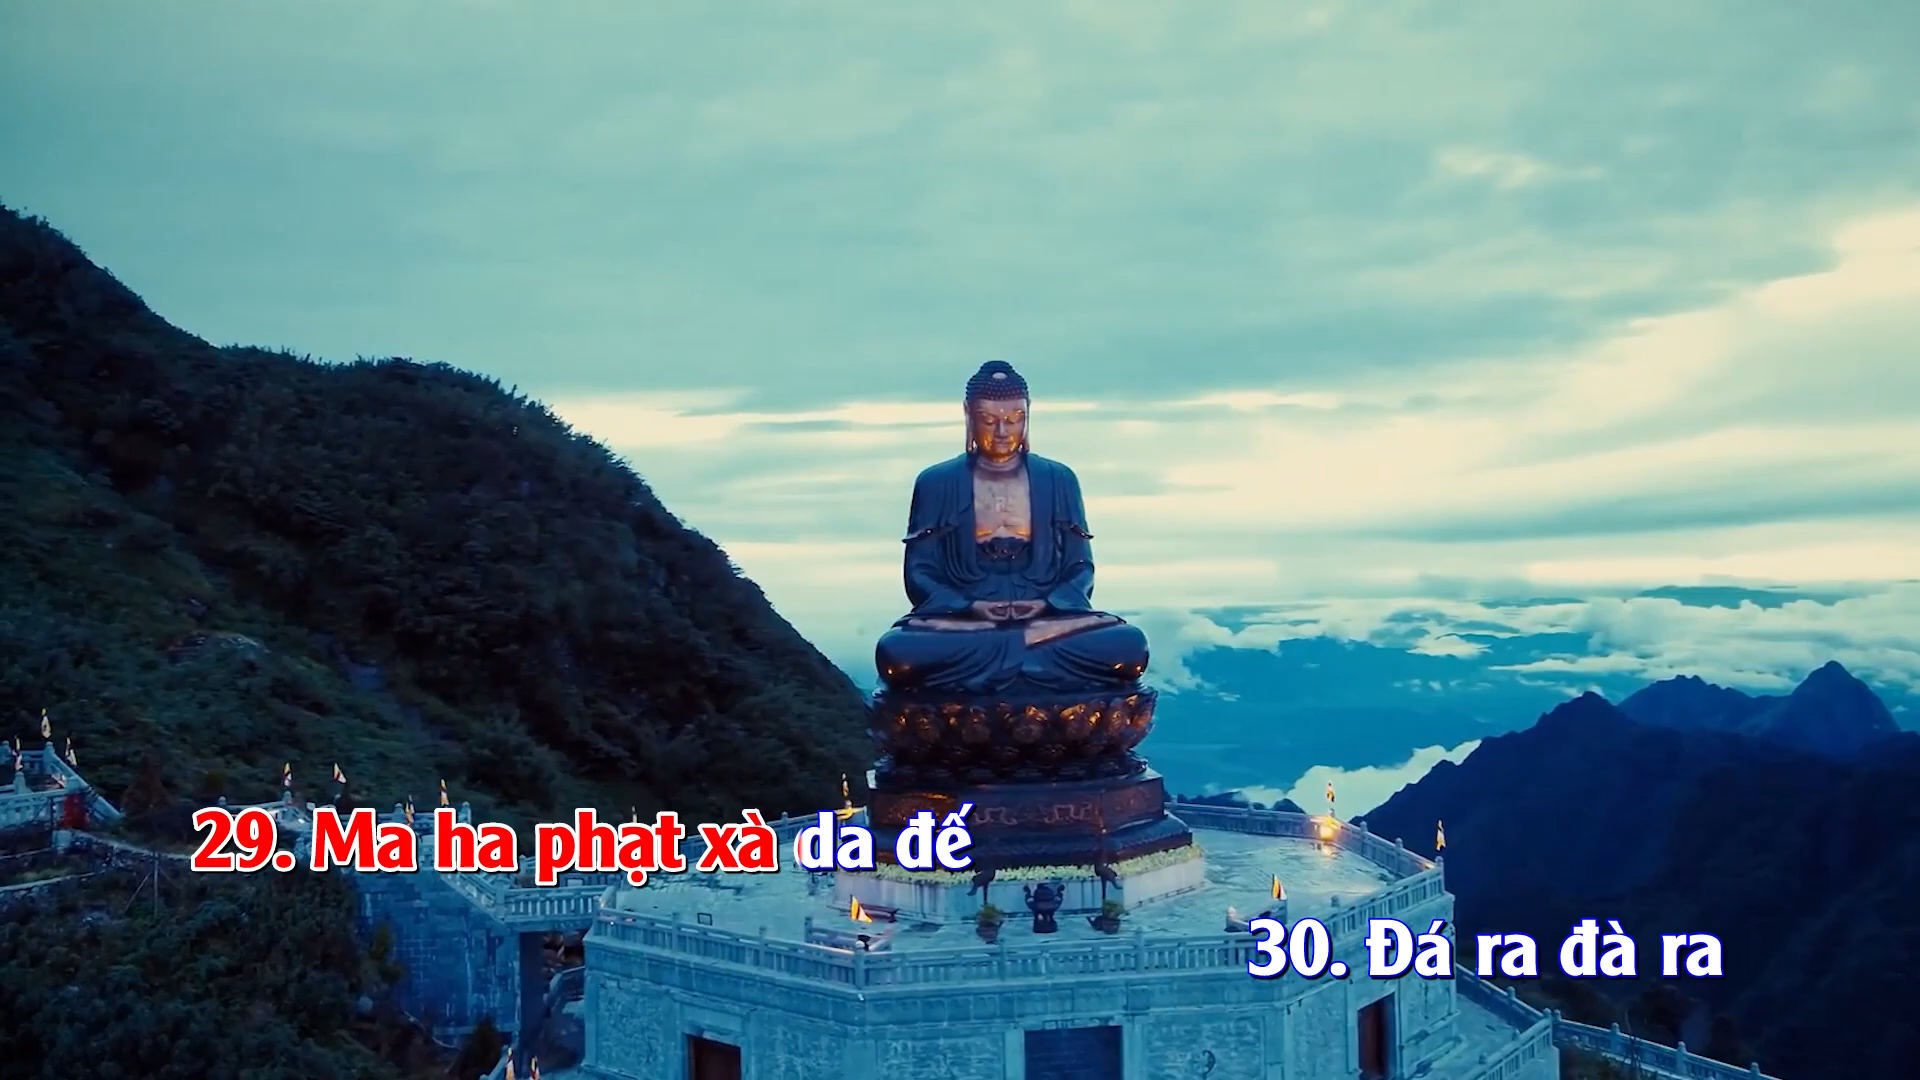 29. Ma ha phạt xà da đế
30. Đá ra đà ra